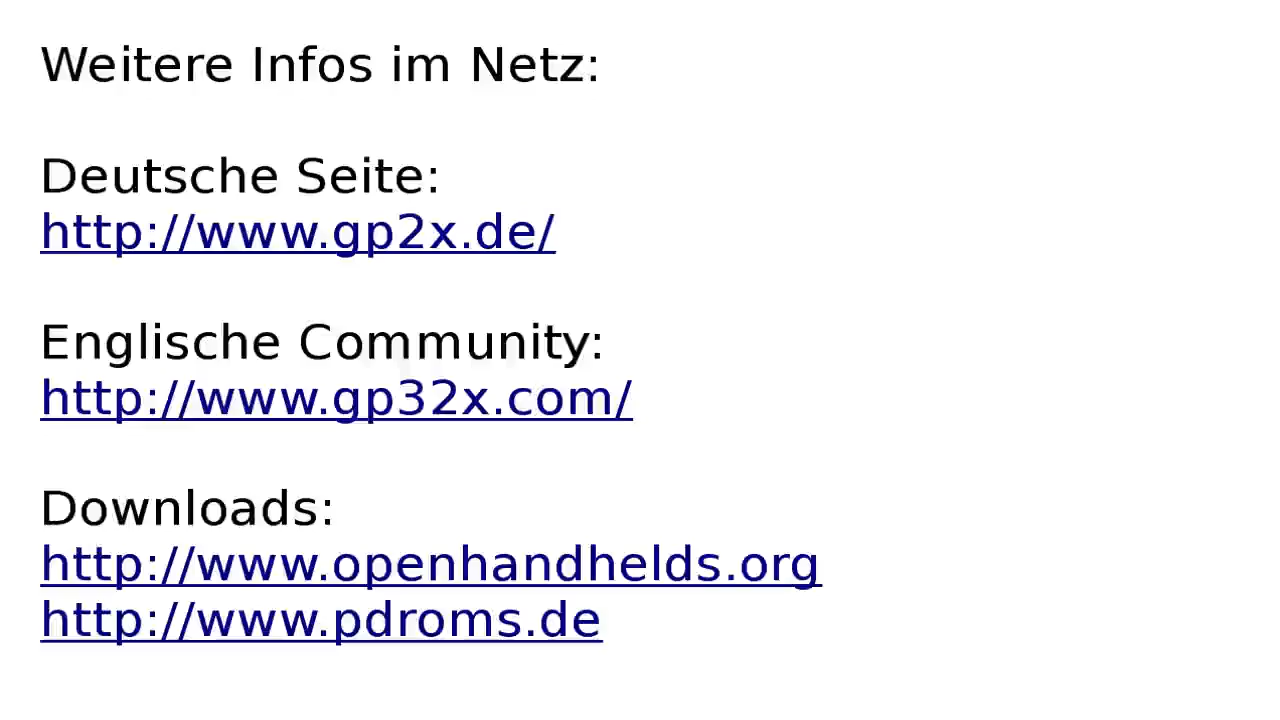 Weitere Infos im Netz:
Deutsche Seite:
http://www.gp2x.de/
Englische Community:
http://www.gp32x.com/
Downloads:
http://www.openhandhelds.org
http://www.pdroms.de